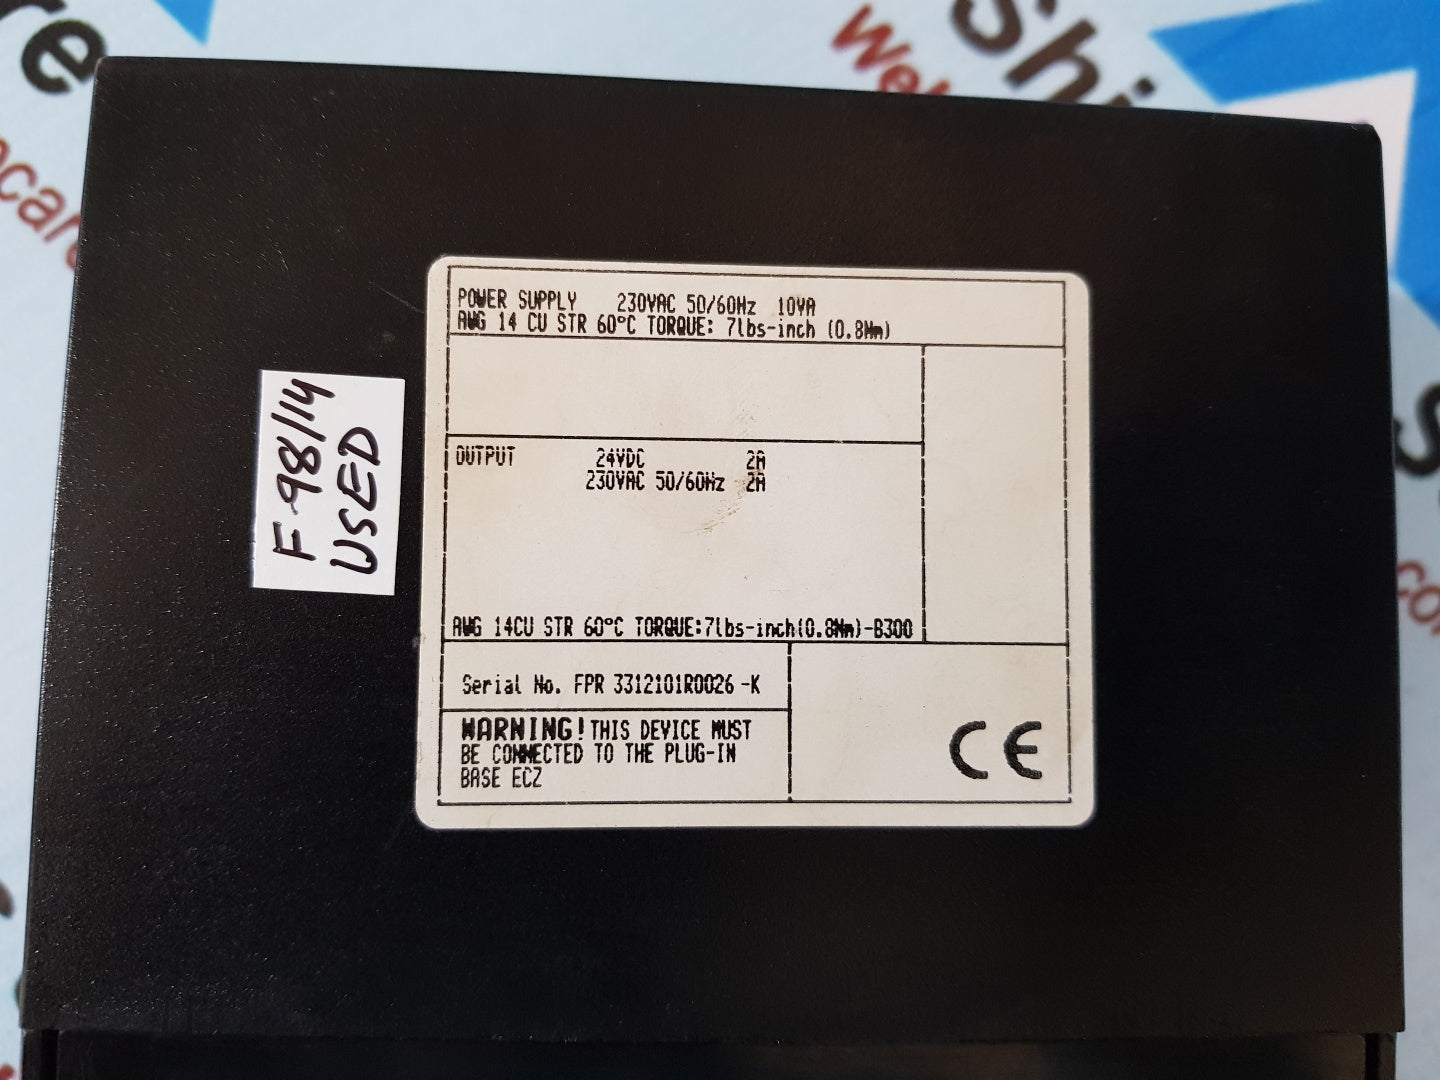 POWER SUPPLY 230VAC 50/60Hz 10VA
AWG 14 CU STR 60°C TORQUE: 7lbs-inch (0.8Nm)
OUTPUT 24VDC 2A
230VAC 50/60Hz 2A
AWG 14CU STR 60°C TORQUE:7lbs-inch(0.8Nm)-B300
Serial No. FPR 3312101R0026 -K
WARNING! THIS DEVICE MUST
BE CONNECTED TO THE PLUG-IN
BASE ECZ
CE
F-98/14
USED